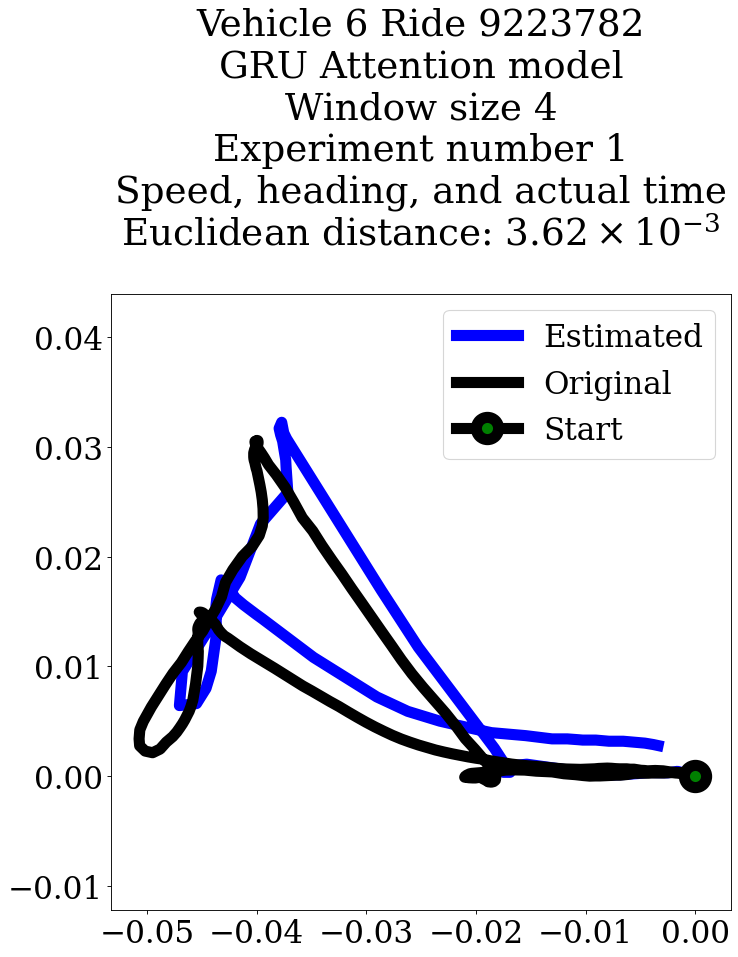 Vehicle 6 Ride 9223782
GRU Attention model
Window size 4
Experiment number 1
Speed, heading, and actual time
Euclidean distance: 3.62 × 10⁻³
Estimated
Original
Start
0.04
0.03
0.02
0.01
0.00
−0.01
−0.05 −0.04 −0.03 −0.02 −0.01 0.00